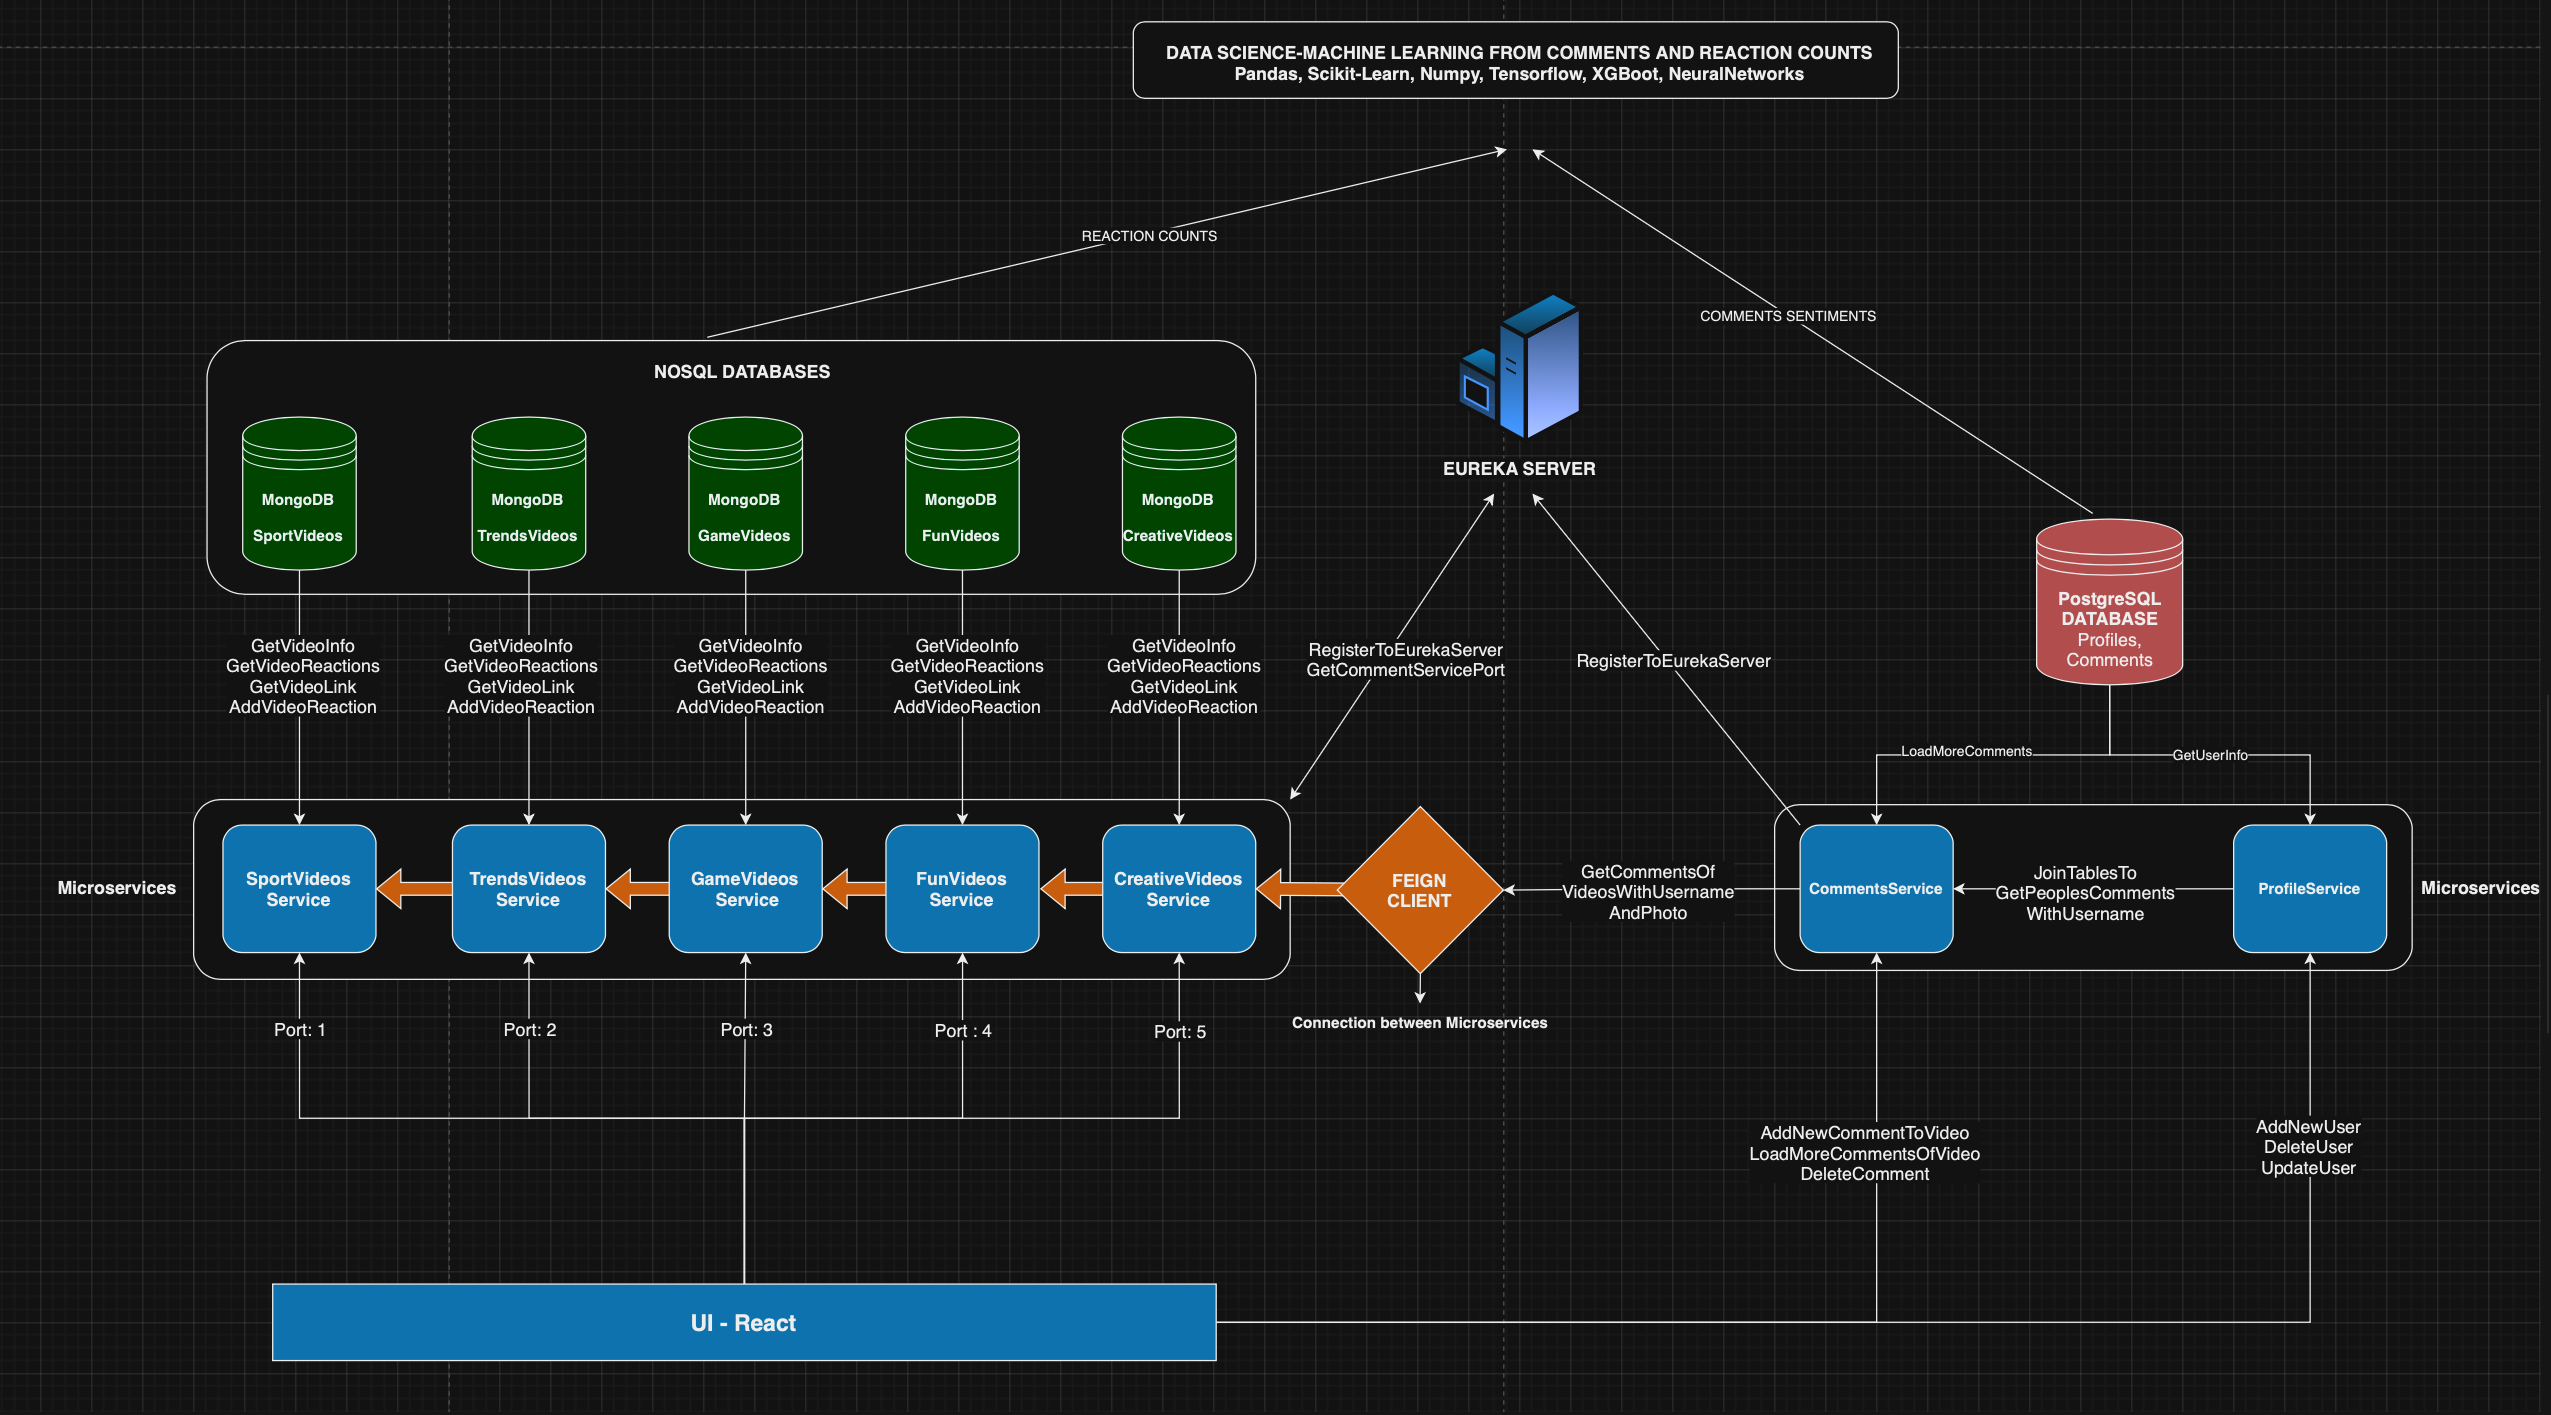 DATA SCIENCE-MACHINE LEARNING FROM COMMENTS AND REACTION COUNTS
Pandas, Scikit-Learn, Numpy, Tensorflow, XGBoot, NeuralNetworks
REACTION COUNTS
COMMENTS SENTIMENTS
NOSQL DATABASES
MongoDB
SportVideos
MongoDB
TrendsVideos
MongoDB
GameVideos
MongoDB
FunVideos
MongoDB
CreativeVideos
EUREKA SERVER
PostgreSQL
DATABASE
Profiles,
Comments
GetVideoInfo
GetVideoReactions
GetVideoLink
AddVideoReaction
GetVideoInfo
GetVideoReactions
GetVideoLink
AddVideoReaction
GetVideoInfo
GetVideoReactions
GetVideoLink
AddVideoReaction
GetVideoInfo
GetVideoReactions
GetVideoLink
AddVideoReaction
GetVideoInfo
GetVideoReactions
GetVideoLink
AddVideoReaction
RegisterToEurekaServer
GetCommentServicePort
RegisterToEurekaServer
LoadMoreComments
GetUserInfo
Microservices
SportVideos
Service
TrendsVideos
Service
GameVideos
Service
FunVideos
Service
CreativeVideos
Service
FEIGN
CLIENT
GetCommentsOf
VideosWithUsername
AndPhoto
CommentsService
JoinTablesTo
GetPeoplesComments
WithUsername
ProfileService
Microservices
Connection between Microservices
Port: 1
Port: 2
Port: 3
Port : 4
Port: 5
AddNewCommentToVideo
LoadMoreCommentsOfVideo
DeleteComment
AddNewUser
DeleteUser
UpdateUser
UI - React